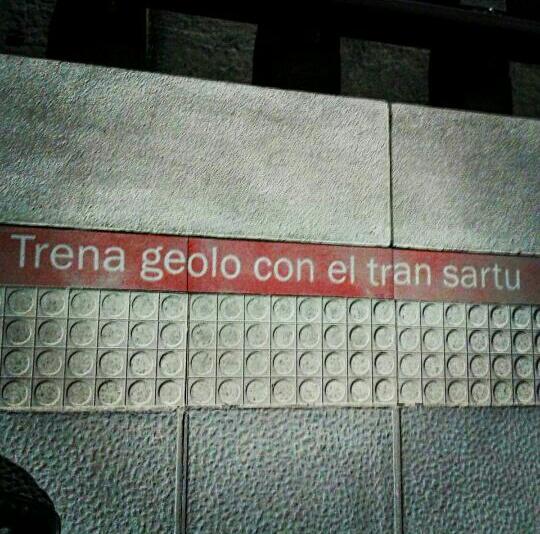 Trena geolo con el tran sartu